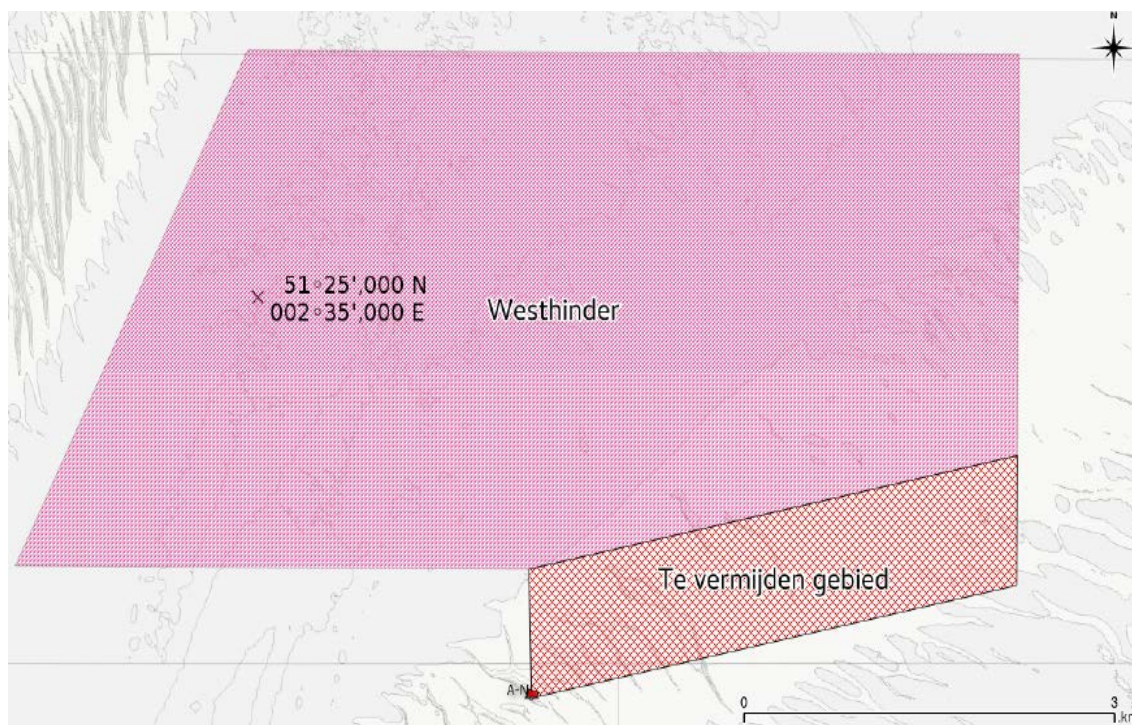 N
51°25',000 N
002°35',000 E
Westhinder
Te vermijden gebied
A-N
0 3
km